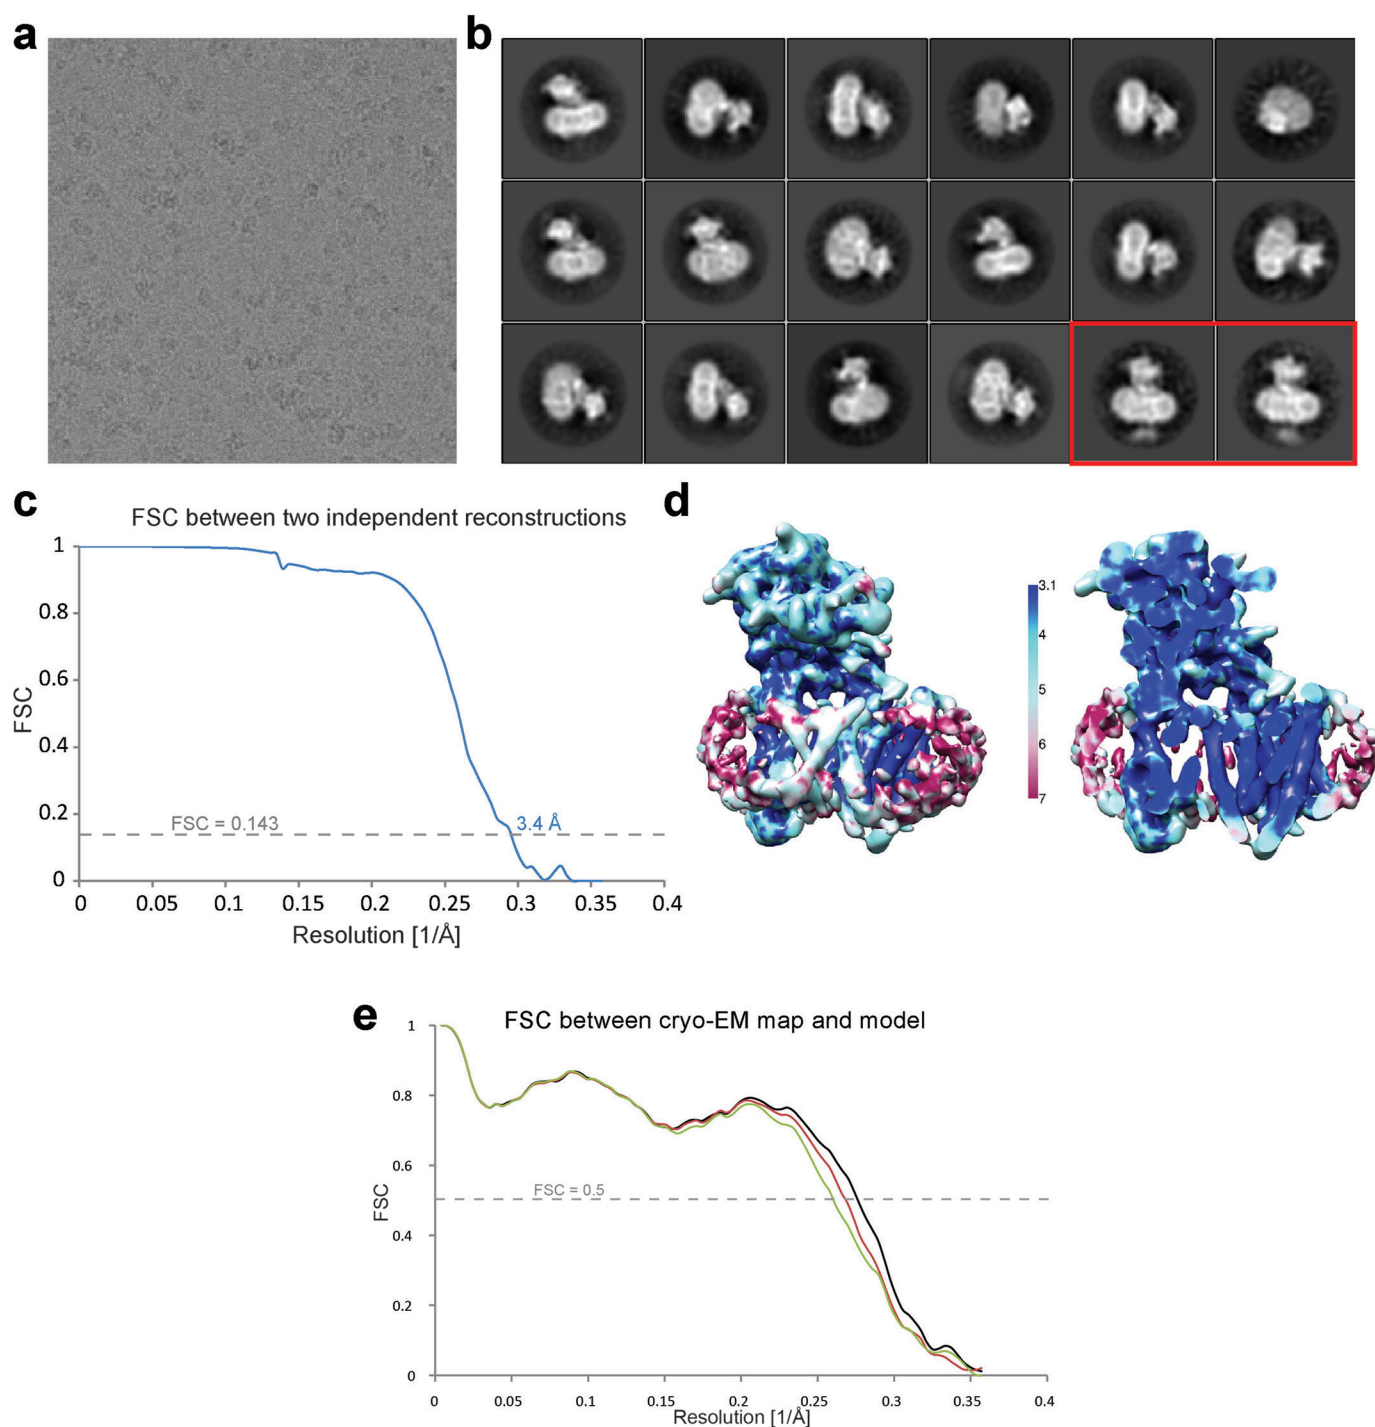 a
b
c
FSC between two independent reconstructions
1
0.8
0.6
0.4
0.2
0
FSC
FSC = 0.143
3.4 Å
0 0.05 0.1 0.15 0.2 0.25 0.3 0.35 0.4
Resolution [1/Å]
d
3.1
4
5
6
7
e
FSC between cryo-EM map and model
1
0.8
0.6
0.4
0.2
0
FSC
FSC = 0.5
0 0.05 0.1 0.15 0.2 0.25 0.3 0.35 0.4
Resolution [1/Å]